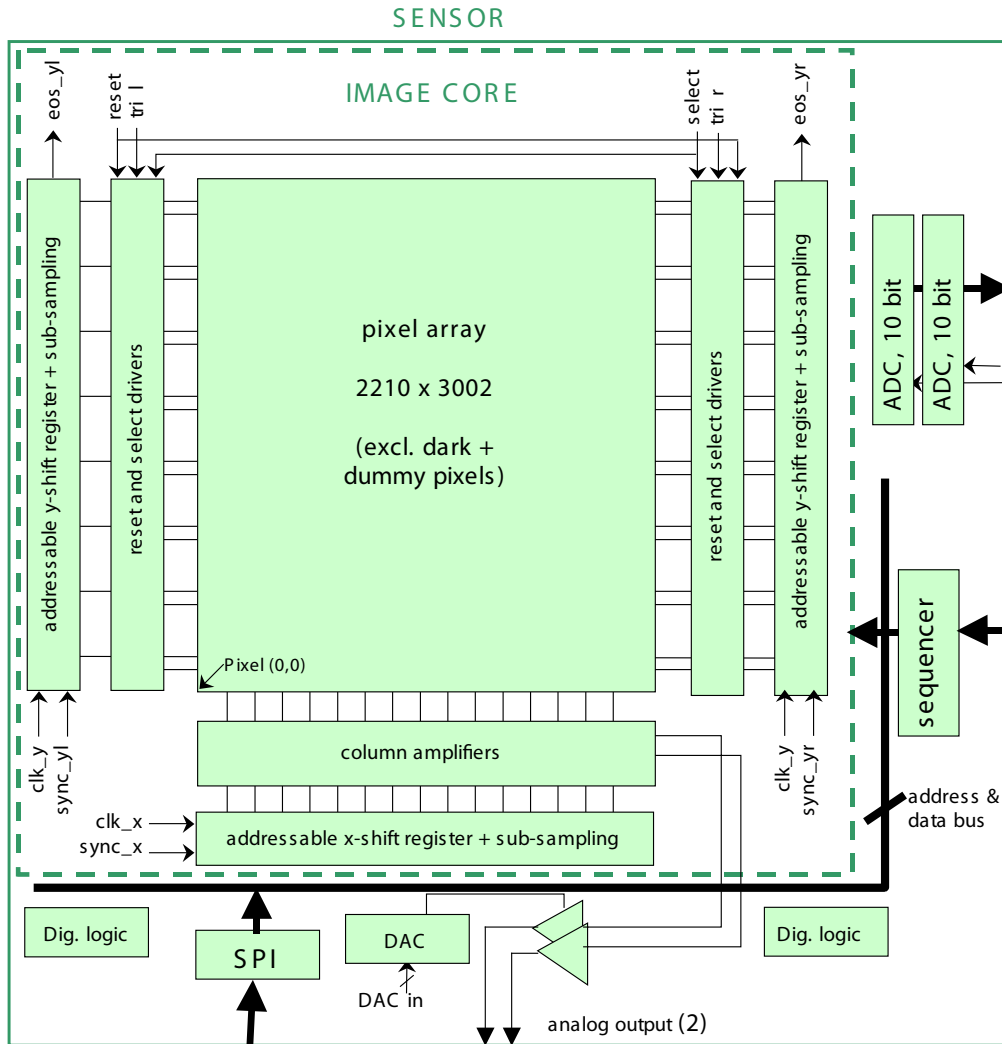 SENSOR
IMAGE CORE
eos_yl
reset
tri l
select
tri r
eos_yr
addressable y-shift register + sub-sampling
reset and select drivers
pixel array
2210 x 3002
(excl. dark +
dummy pixels)
reset and select drivers
addressable y-shift register + sub-sampling
ADC, 10 bit
ADC, 10 bit
Pixel (0,0)
sequencer
clk_y
sync_yl
column amplifiers
clk_y
sync_yr
address &
data bus
clk_x
sync_x
addressable x-shift register + sub-sampling
Dig. logic
SPI
DAC
Dig. logic
DAC in
analog output (2)